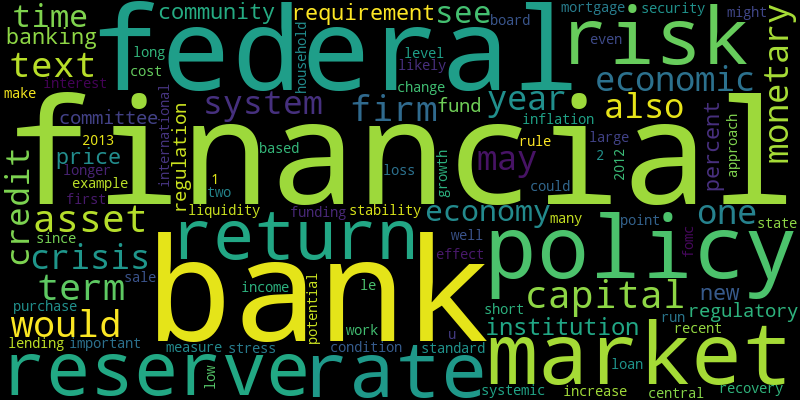 time
community
requirement
see
mortgage
security
might
banking
federal
long
cost
household
board
even
risk
monetary
text
level
likely
change
interest
make
system
firm
fund
year
economic
also
committee
international
financial
inflation
2013
price
longer
example
first
regulation
1
two
based
loss
growth
may
rule
could
large
2
2012
percent
approach
credit
asset
liquidity
funding
stability
economy
many
one
point
state
since
crisis
return
well
effect
policy
fomc
term
sale
bank
income
le
potential
work
u
capital
new
regulatory
purchase
would
short
institution
run
recent
lending
important
measure
stress
condition
standard
market
loan
reserve
low
rate
systemic
increase
central
recovery